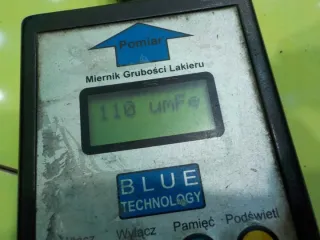 Pomiar
Miernik Grubości Lakieru
110 umFe
BLUE
TECHNOLOGY
Wyłącz Pamięć Podświetl